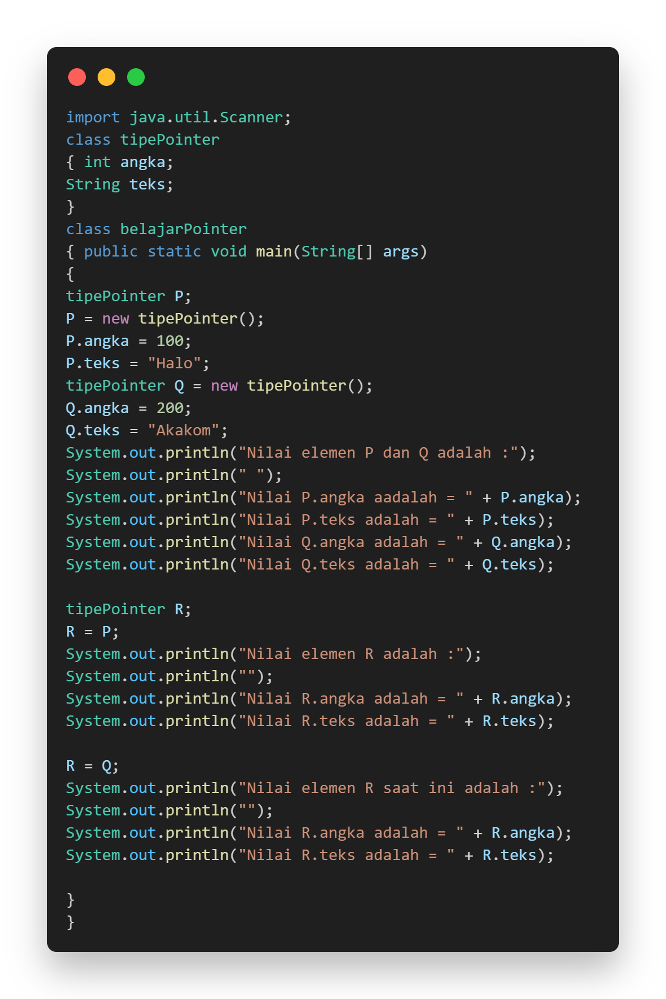 import java.util.Scanner;
class tipePointer
{ int angka;
String teks;
}
class belajarPointer
{ public static void main(String[] args)
{
tipePointer P;
P = new tipePointer();
P.angka = 100;
P.teks = "Halo";
tipePointer Q = new tipePointer();
Q.angka = 200;
Q.teks = "Akakom";
System.out.println("Nilai elemen P dan Q adalah :");
System.out.println(" ");
System.out.println("Nilai P.angka aadalah = " + P.angka);
System.out.println("Nilai P.teks adalah = " + P.teks);
System.out.println("Nilai Q.angka adalah = " + Q.angka);
System.out.println("Nilai Q.teks adalah = " + Q.teks);

tipePointer R;
R = P;
System.out.println("Nilai elemen R adalah :");
System.out.println("");
System.out.println("Nilai R.angka adalah = " + R.angka);
System.out.println("Nilai R.teks adalah = " + R.teks);

R = Q;
System.out.println("Nilai elemen R saat ini adalah :");
System.out.println("");
System.out.println("Nilai R.angka adalah = " + R.angka);
System.out.println("Nilai R.teks adalah = " + R.teks);

}
}